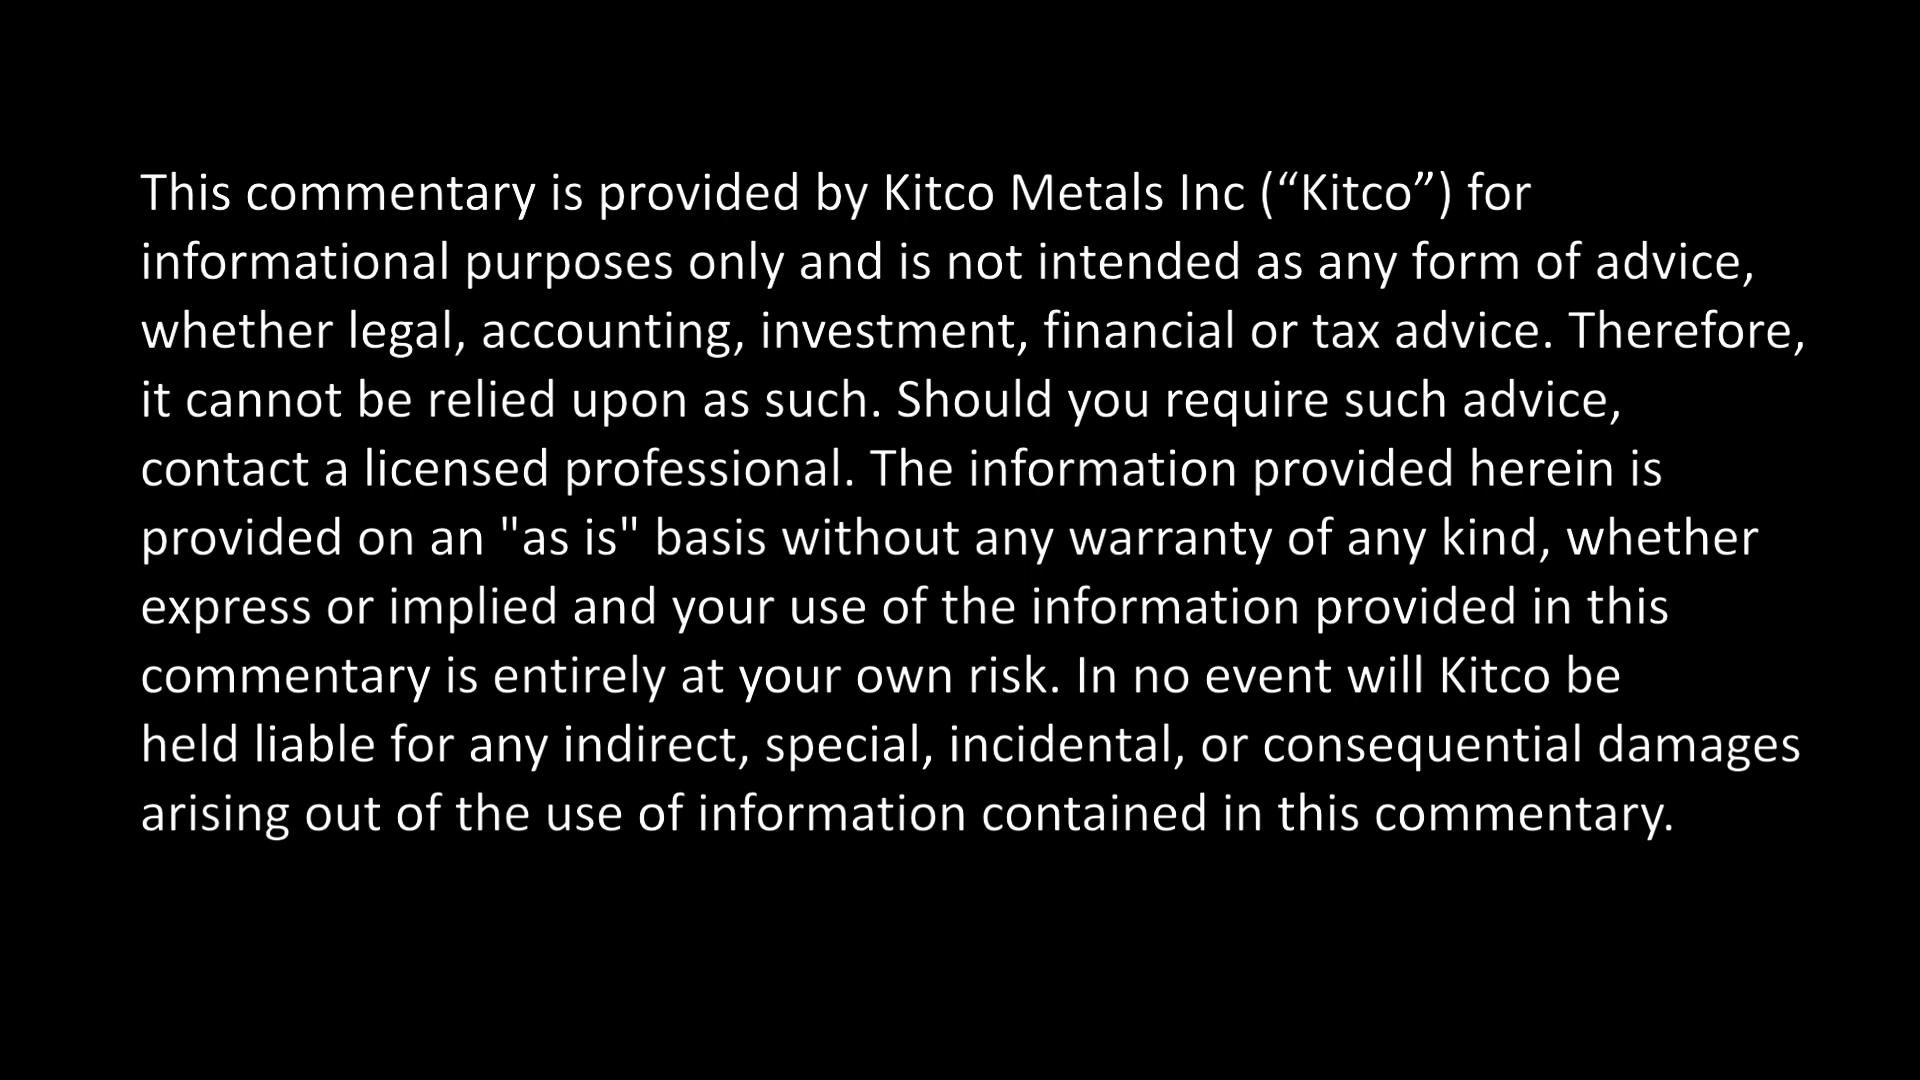 This commentary is provided by Kitco Metals Inc (“Kitco”) for
informational purposes only and is not intended as any form of advice,
whether legal, accounting, investment, financial or tax advice. Therefore,
it cannot be relied upon as such. Should you require such advice,
contact a licensed professional. The information provided herein is
provided on an "as is" basis without any warranty of any kind, whether
express or implied and your use of the information provided in this
commentary is entirely at your own risk. In no event will Kitco be
held liable for any indirect, special, incidental, or consequential damages
arising out of the use of information contained in this commentary.